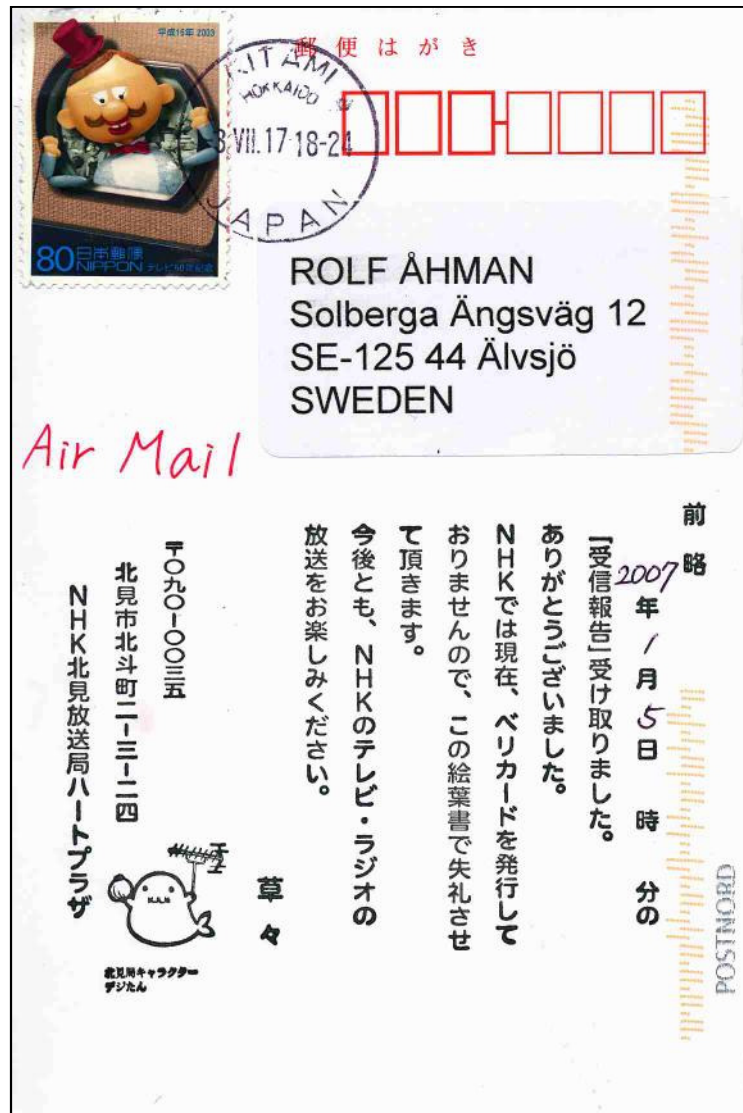 平成15年 2003
80 日本郵便
NIPPON テレビ50年記念
郵便はがき
KITAMI
HOKKAIDO
VII.17 18-24
JAPAN
ROLF ÅHMAN
Solberga Ängsväg 12
SE-125 44 Älvsjö
SWEDEN
Air Mail
前略
2007年1月5日 時 分の
「受信報告」受け取りました。
ありがとうございました。
NHKでは現在、ベリカードを発行して
おりませんので、この絵葉書で失礼させ
て頂きます。
今後とも、NHKのテレビ・ラジオの
放送をお楽しみください。
草々
〒〇九〇-〇〇三五
北見市北斗町二-三-二四
NHK北見放送局ハートプラザ
北見局キャラクター
デジたん
POSTNORD